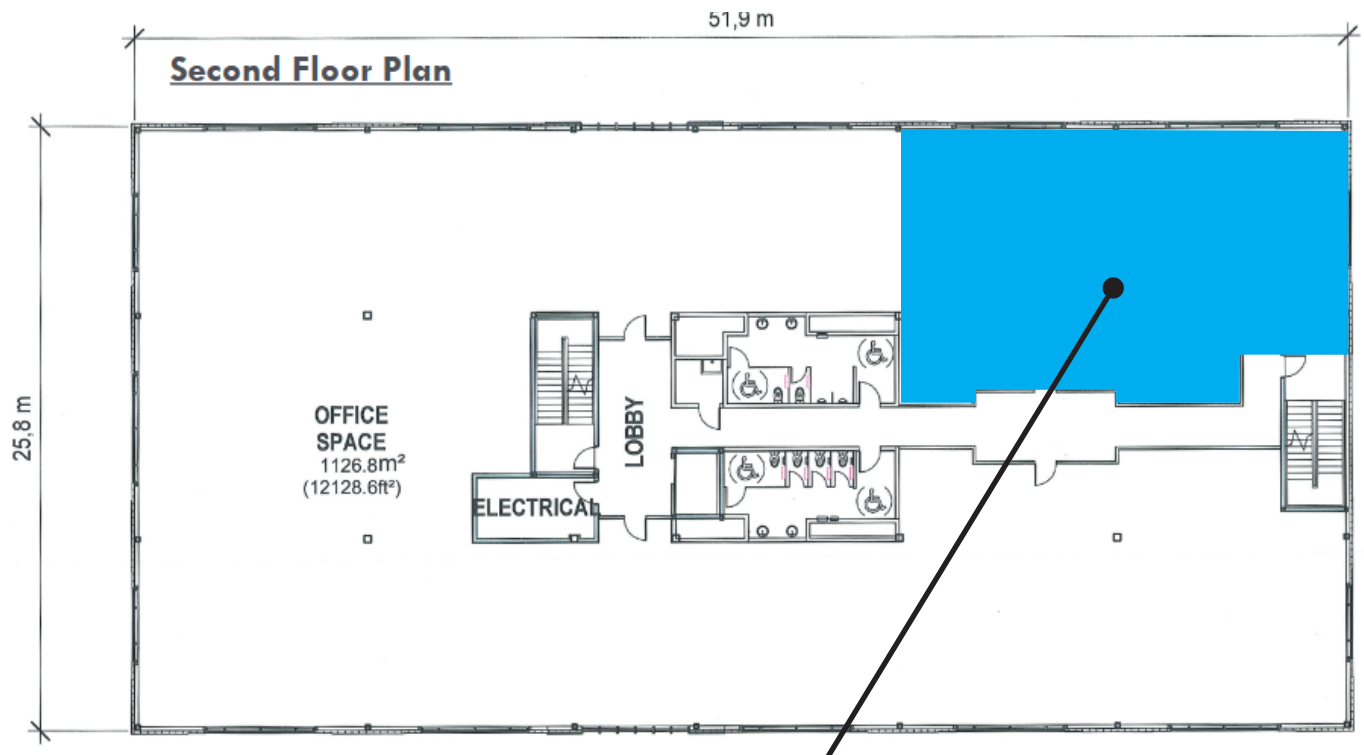 51,9 m
Second Floor Plan
25,8 m
OFFICE
SPACE
1126.8m²
(12128.6ft²)
LOBBY
ELECTRICAL